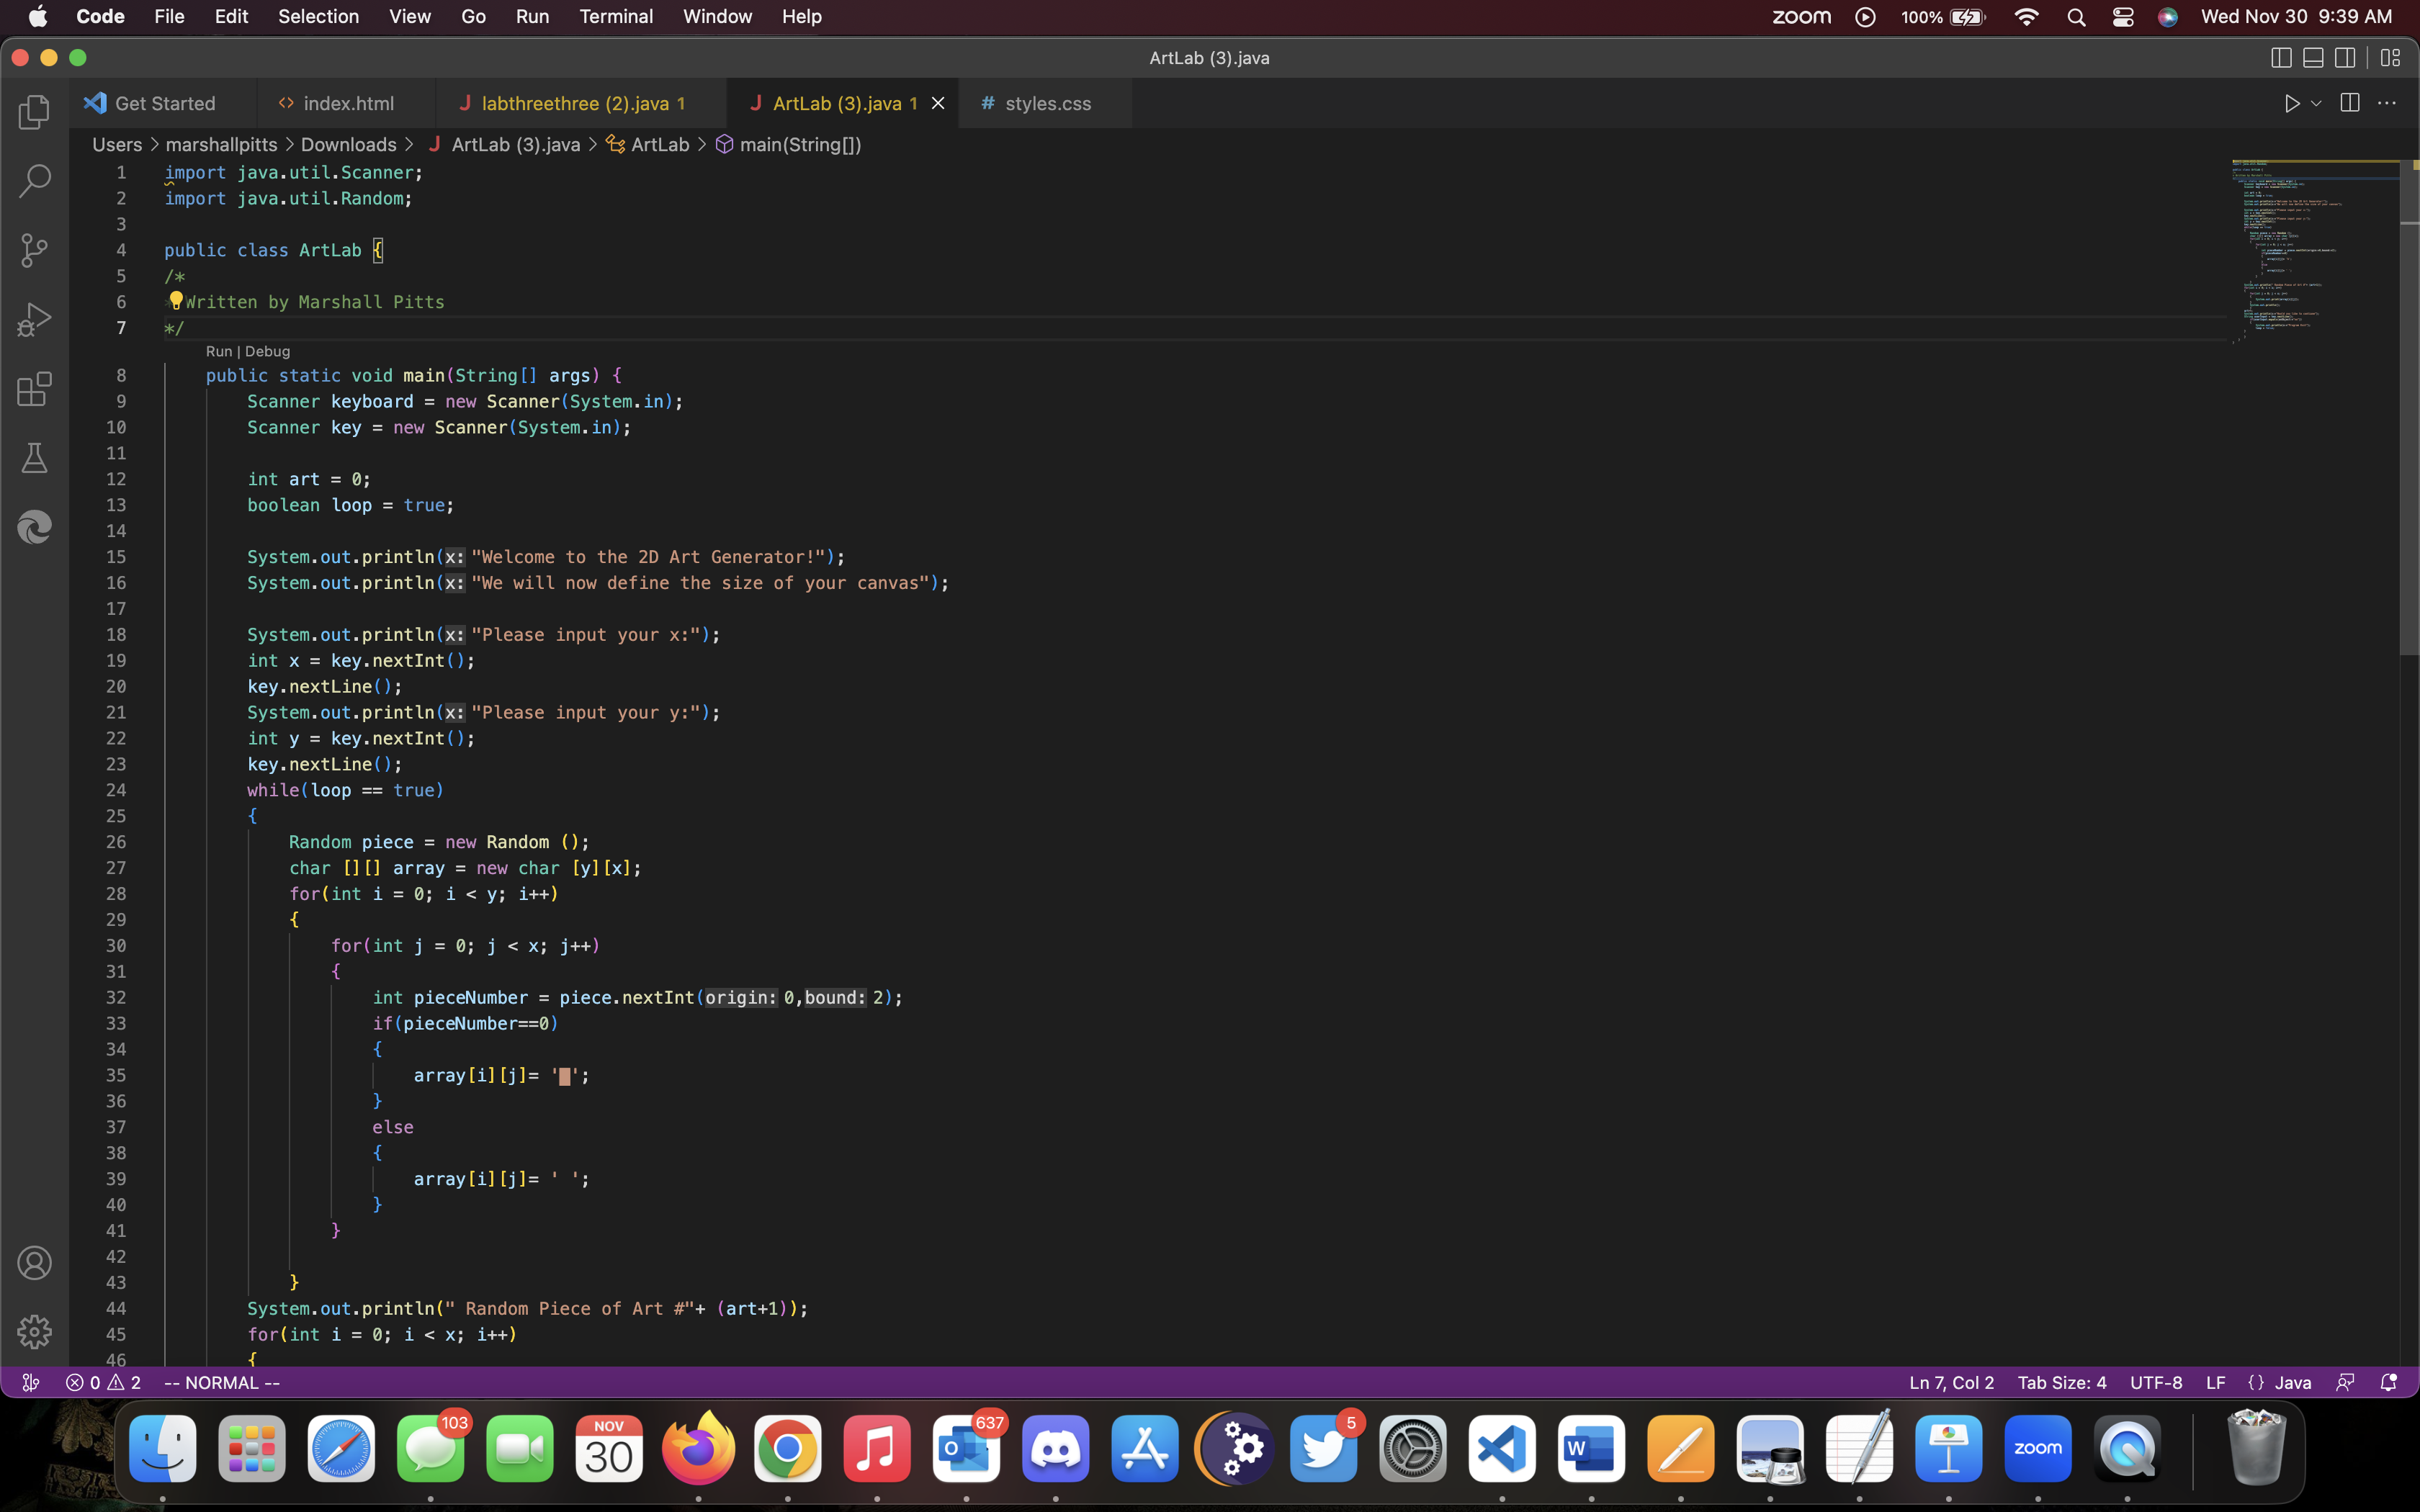 Code File Edit Selection View Go Run Terminal Window Help zoom 100% Wed Nov 30 9:39 AM
ArtLab (3).java
Get Started <> index.html J labthreethree (2).java 1 J ArtLab (3).java 1 # styles.css
Users > marshallpitts > Downloads > J ArtLab (3).java > ArtLab > main(String[])
1 import java.util.Scanner;
2 import java.util.Random;
3
4 public class ArtLab {
5 /*
6 Written by Marshall Pitts
7 */
Run | Debug
8 public static void main(String[] args) {
9 Scanner keyboard = new Scanner(System.in);
10 Scanner key = new Scanner(System.in);
11
12 int art = 0;
13 boolean loop = true;
14
15 System.out.println(x: "Welcome to the 2D Art Generator!");
16 System.out.println(x: "We will now define the size of your canvas");
17
18 System.out.println(x: "Please input your x:");
19 int x = key.nextInt();
20 key.nextLine();
21 System.out.println(x: "Please input your y:");
22 int y = key.nextInt();
23 key.nextLine();
24 while(loop == true)
25 {
26 Random piece = new Random ();
27 char [][] array = new char [y][x];
28 for(int i = 0; i < y; i++)
29 {
30 for(int j = 0; j < x; j++)
31 {
32 int pieceNumber = piece.nextInt(origin: 0,bound: 2);
33 if(pieceNumber==0)
34 {
35 array[i][j]= '█';
36 }
37 else
38 {
39 array[i][j]= ' ';
40 }
41 }
42
43 }
44 System.out.println(" Random Piece of Art #"+ (art+1));
45 for(int i = 0; i < x; i++)
46 {
0 2 -- NORMAL -- Ln 7, Col 2 Tab Size: 4 UTF-8 LF {} Java
103 NOV 30 637 5 W zoom